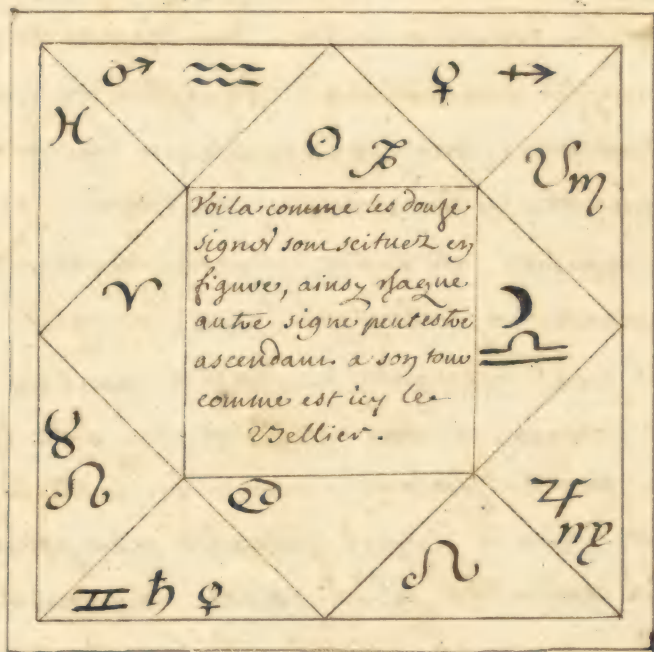 Voila comme les douze
signes sont scituez en
figure, ainsy chaque
autre signe peut estre
ascendant a son tour
comme est icy le
Bellier.